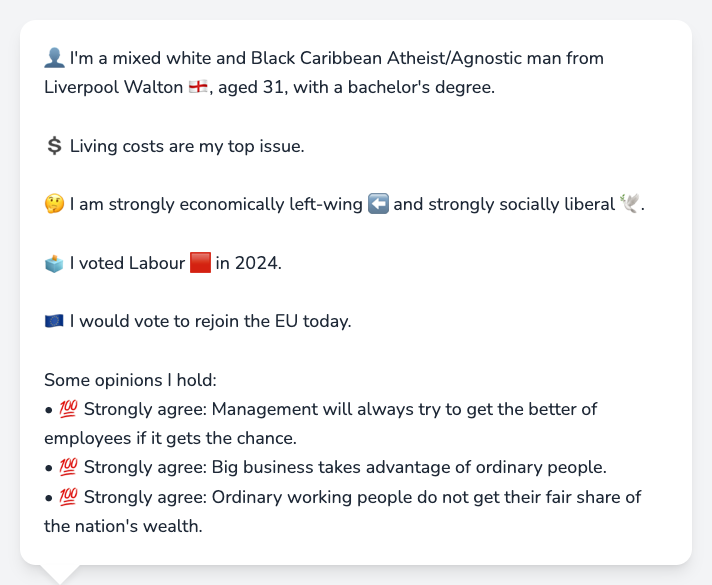 👤 I'm a mixed white and Black Caribbean Atheist/Agnostic man from
Liverpool Walton 🏴󠁧󠁢󠁥󠁮󠁧󠁿, aged 31, with a bachelor's degree.
💲 Living costs are my top issue.
🤔 I am strongly economically left-wing ⬅️ and strongly socially liberal 🕊️.
🗳️ I voted Labour 🟥 in 2024.
🇪🇺 I would vote to rejoin the EU today.
Some opinions I hold:
• 💯 Strongly agree: Management will always try to get the better of
employees if it gets the chance.
• 💯 Strongly agree: Big business takes advantage of ordinary people.
• 💯 Strongly agree: Ordinary working people do not get their fair share of
the nation's wealth.